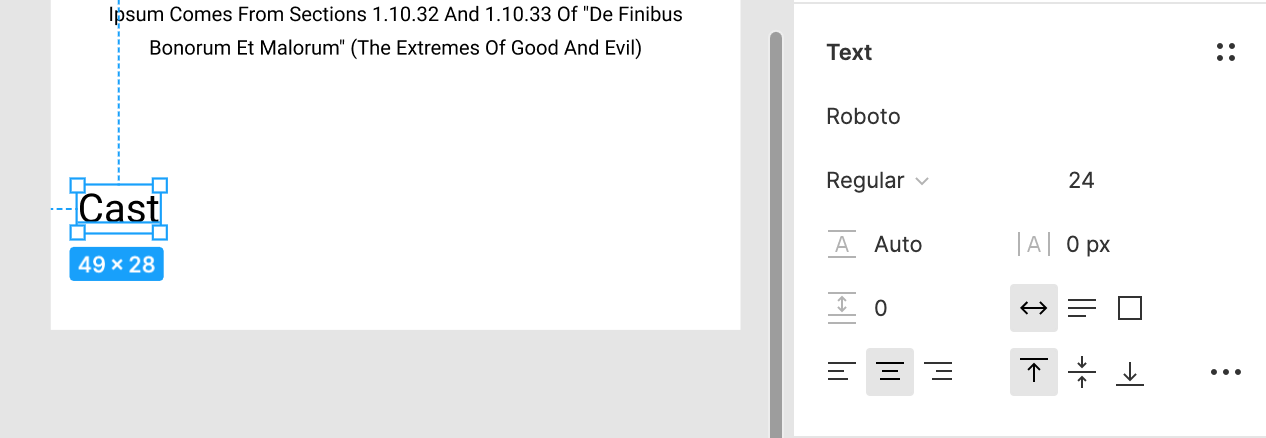 Ipsum Comes From Sections 1.10.32 And 1.10.33 Of "De Finibus
Bonorum Et Malorum" (The Extremes Of Good And Evil)
Cast
49 × 28
Text
Roboto
Regular 24
A Auto |A| 0 px
0